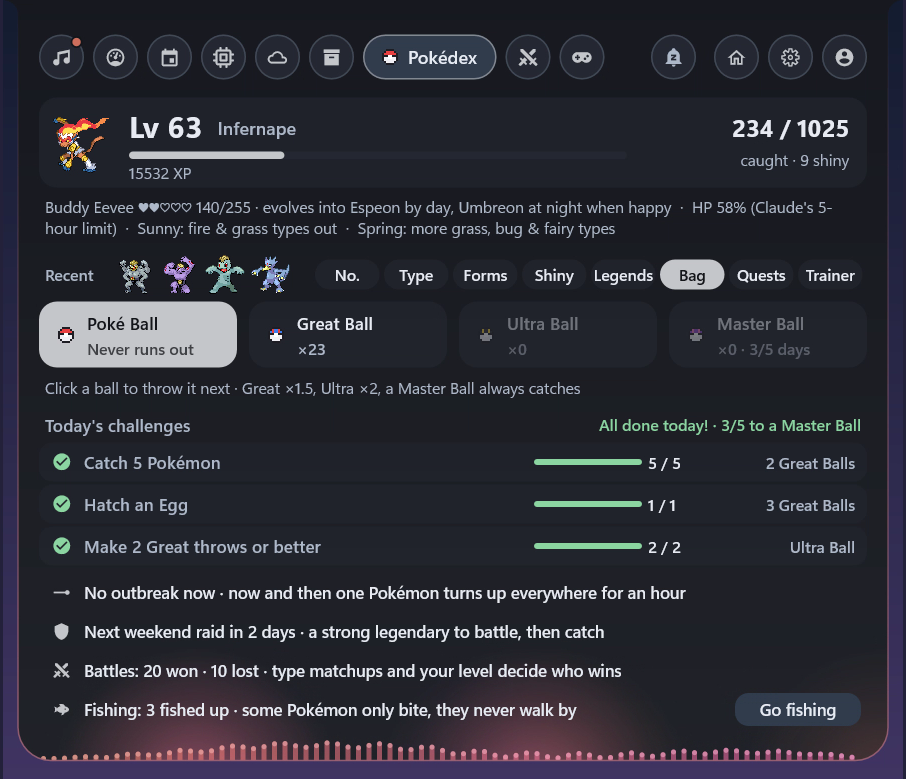 Pokédex
Lv 63 Infernape
234 / 1025
15532 XP
caught · 9 shiny
Buddy Eevee ♥♥♡♡♡ 140/255 · evolves into Espeon by day, Umbreon at night when happy · HP 58% (Claude's 5-
hour limit) · Sunny: fire & grass types out · Spring: more grass, bug & fairy types
Recent
No. Type Forms Shiny Legends Bag Quests Trainer
Poké Ball
Never runs out
Great Ball
×23
Ultra Ball
×0
Master Ball
×0 · 3/5 days
Click a ball to throw it next · Great ×1.5, Ultra ×2, a Master Ball always catches
Today's challenges
All done today! · 3/5 to a Master Ball
Catch 5 Pokémon 5 / 5 2 Great Balls
Hatch an Egg 1 / 1 3 Great Balls
Make 2 Great throws or better 2 / 2 Ultra Ball
No outbreak now · now and then one Pokémon turns up everywhere for an hour
Next weekend raid in 2 days · a strong legendary to battle, then catch
Battles: 20 won · 10 lost · type matchups and your level decide who wins
Fishing: 3 fished up · some Pokémon only bite, they never walk by
Go fishing